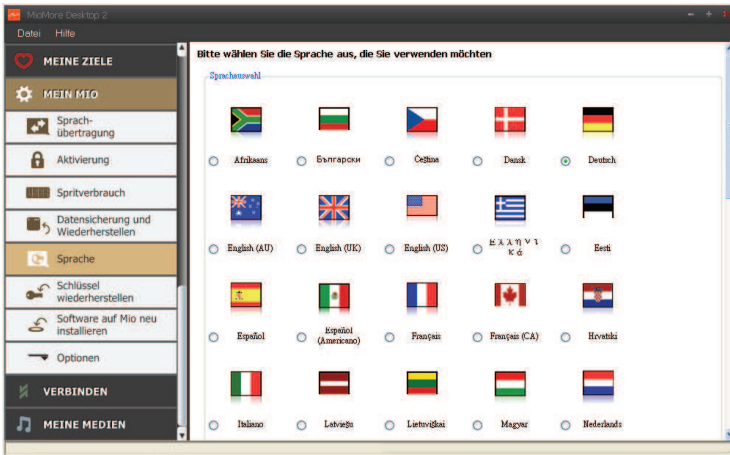 MioMore Desktop 2
Datei Hilfe
MEINE ZIELE
MEIN MIO
Sprach-
übertragung
Aktivierung
Spritverbrauch
Datensicherung und
Wiederherstellen
Sprache
Schlüssel
wiederherstellen
Software auf Mio neu
installieren
Optionen
VERBINDEN
MEINE MEDIEN
Bitte wählen Sie die Sprache aus, die Sie verwenden möchten
Sprachauswahl
Afrikaans Български Čeština Dansk Deutsch
English (AU) English (UK) English (US) Ελληνι
κά Eesti
Español Español
(Americano) Français Français (CA) Hrvatski
Italiano Latviešu Lietuviškai Magyar Nederlands